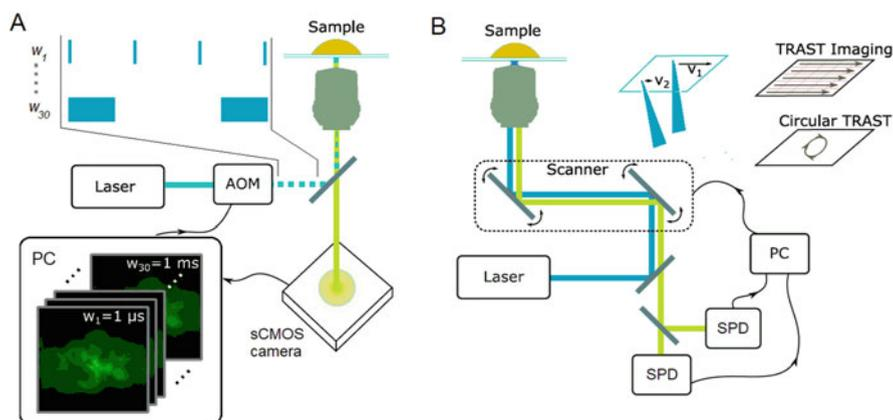 A
w1
w30
Sample
Laser
AOM
PC
w30=1 ms
w1=1 µs
sCMOS
camera
B
Sample
v2
v1
TRAST Imaging
Circular TRAST
Scanner
Laser
PC
SPD
SPD